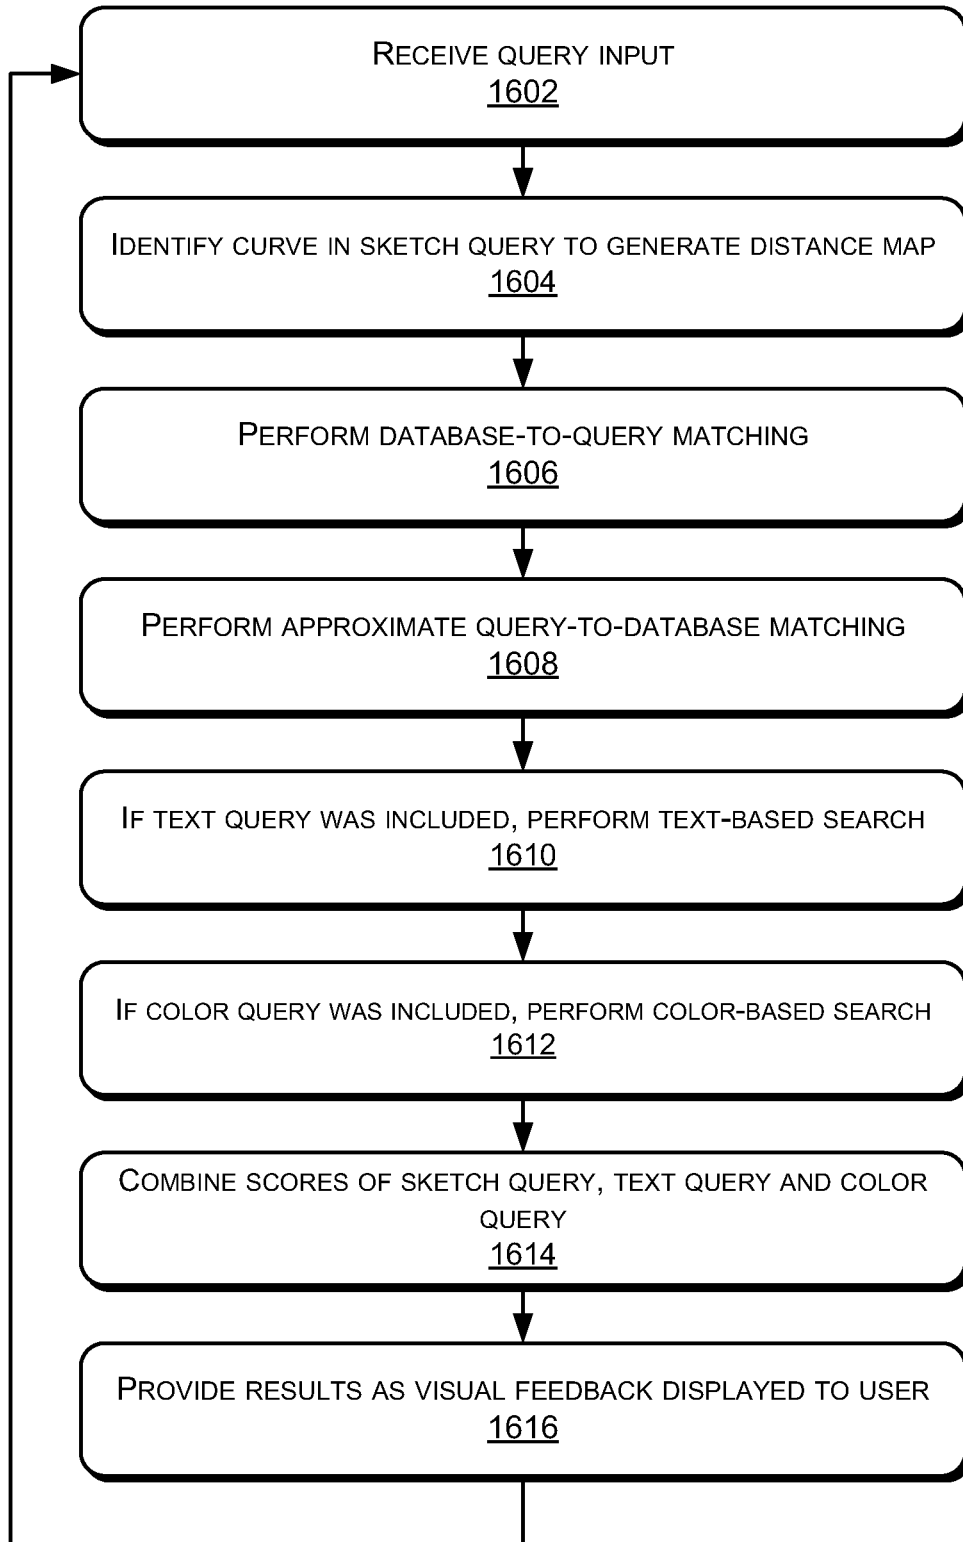 RECEIVE QUERY INPUT
1602
IDENTIFY CURVE IN SKETCH QUERY TO GENERATE DISTANCE MAP
1604
PERFORM DATABASE-TO-QUERY MATCHING
1606
PERFORM APPROXIMATE QUERY-TO-DATABASE MATCHING
1608
IF TEXT QUERY WAS INCLUDED, PERFORM TEXT-BASED SEARCH
1610
IF COLOR QUERY WAS INCLUDED, PERFORM COLOR-BASED SEARCH
1612
COMBINE SCORES OF SKETCH QUERY, TEXT QUERY AND COLOR
QUERY
1614
PROVIDE RESULTS AS VISUAL FEEDBACK DISPLAYED TO USER
1616